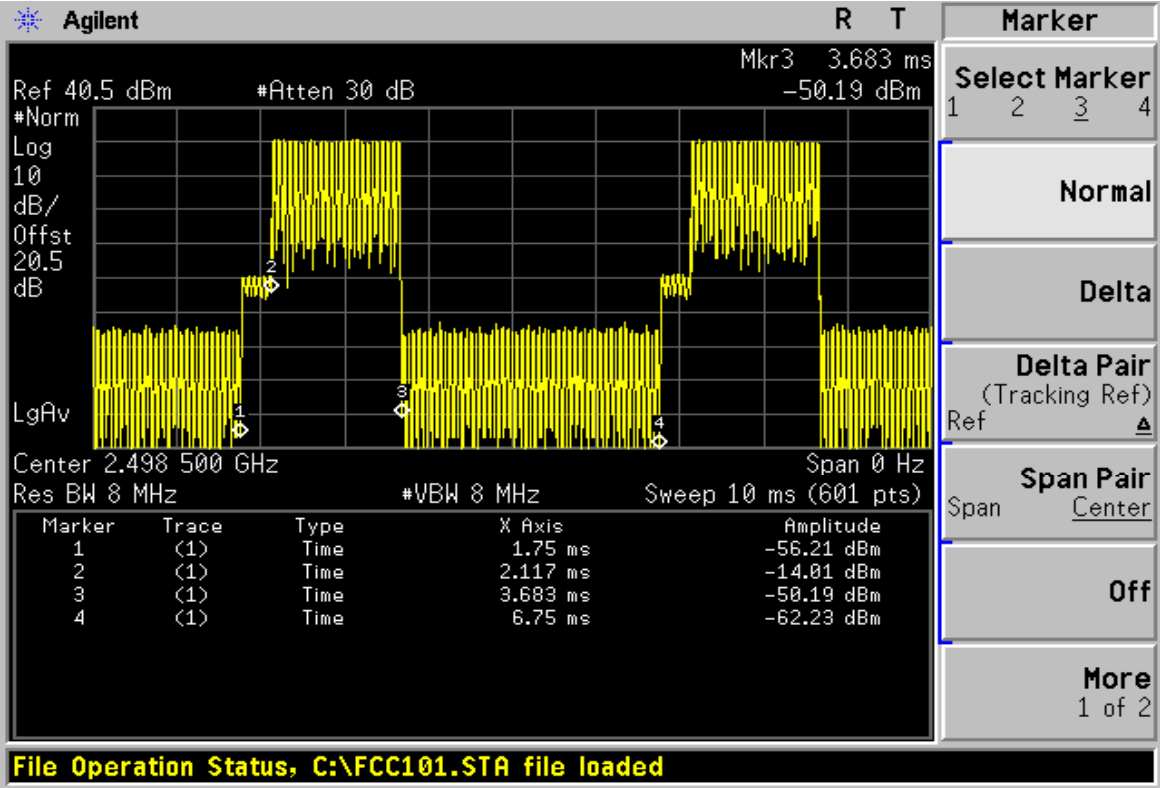 Agilent R T Marker
Mkr3 3.683 ms
Ref 40.5 dBm #Atten 30 dB -50.19 dBm
#Norm
Log
10
dB/
Offst
20.5
dB
LgAv
1
2
3
4
Center 2.498 500 GHz Span 0 Hz
Res BW 8 MHz #VBW 8 MHz Sweep 10 ms (601 pts)
Marker Trace Type X Axis Amplitude
1 (1) Time 1.75 ms -56.21 dBm
2 (1) Time 2.117 ms -14.01 dBm
3 (1) Time 3.683 ms -50.19 dBm
4 (1) Time 6.75 ms -62.23 dBm
Select Marker
1 2 3 4
Normal
Delta
Delta Pair
(Tracking Ref)
Ref Δ
Span Pair
Span Center
Off
More
1 of 2
File Operation Status, C:\FCC101.STA file loaded